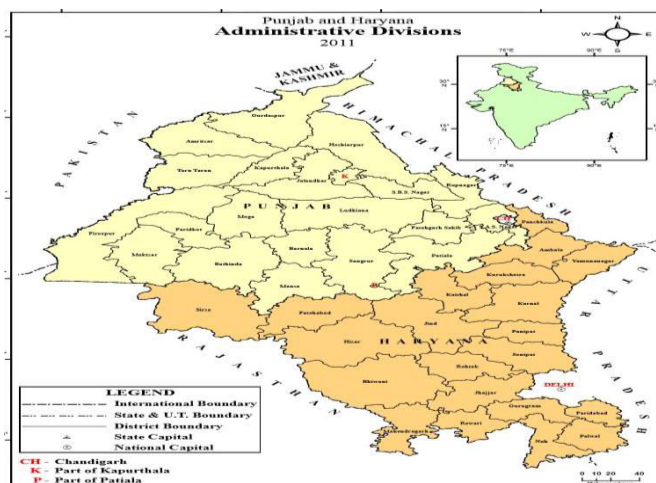 Punjab and Haryana
Administrative Divisions
2011
N
W E
S
JAMMU &
KASHMIR
HIMACHAL PRADESH
PAKISTAN
Gurdaspur
Amritsar
Hoshiarpur
Tarn Taran
Kapurthala
Jalandhar
K
S.B.S. Nagar
Rupnagar
PUNJAB
Moga
Ludhiana
Fatehgarh Sahib
S.A.S. Nagar
CH
Panchkula
Firozpur
Faridkot
Muktsar
Bathinda
Barnala
Sangrur
Patiala
Mansa
P
Ambala
Yamunanagar
Kurukshetra
Kaithal
Karnal
UTTAR PRADESH
Sirsa
Fatehabad
Jind
Hisar
HARYANA
Panipat
Sonipat
Rohtak
Bhiwani
Jhajjar
DELHI
RAJASTHAN
Gurugram
Faridabad
Rewari
Mahendragarh
Nuh
Palwal
LEGEND
International Boundary
State & U.T. Boundary
District Boundary
State Capital
National Capital
CH - Chandigarh
K - Part of Kapurthala
P - Part of Patiala
20 0 40